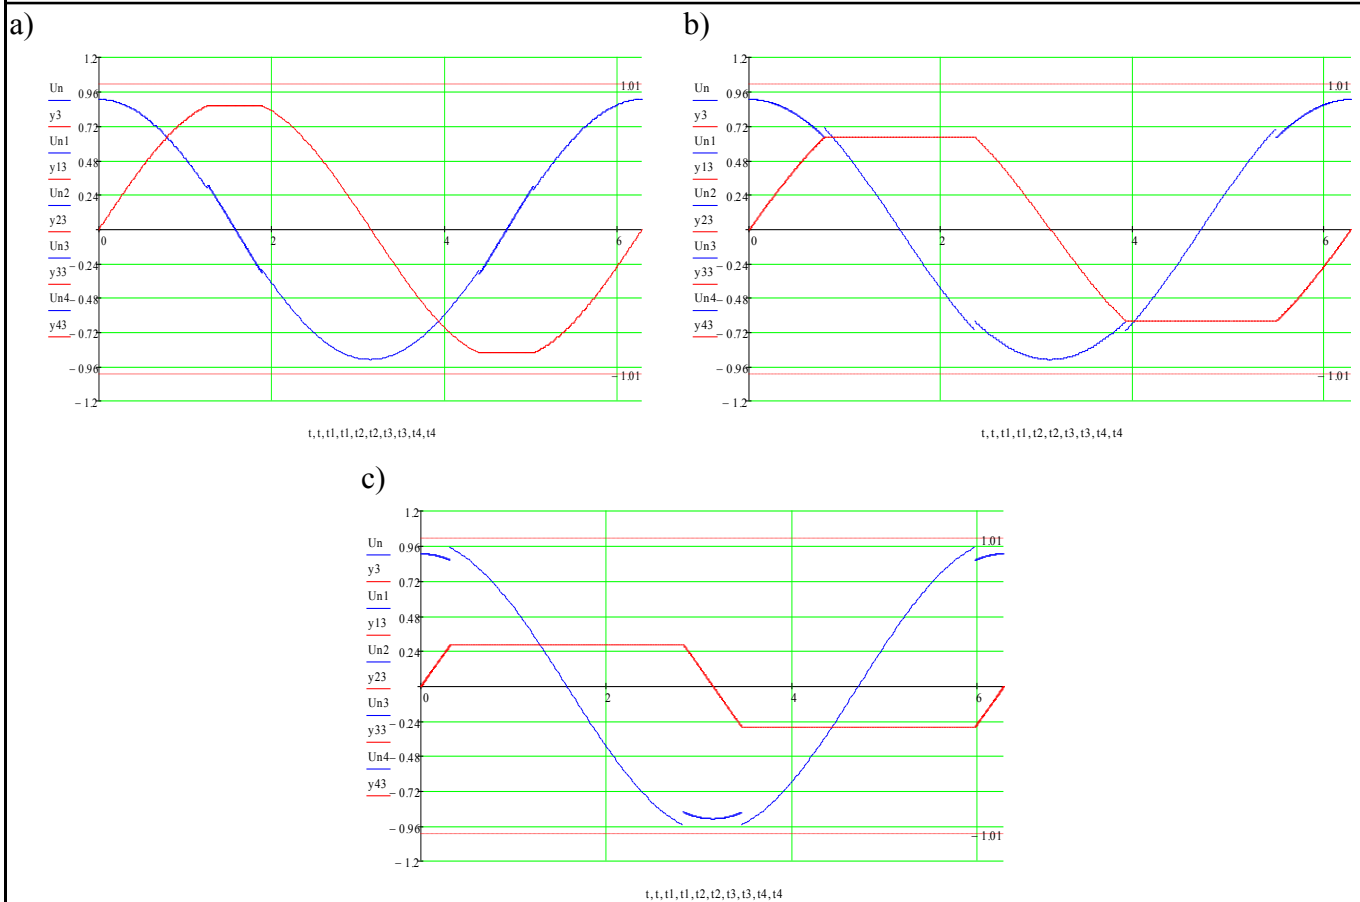 a)
1.2
1.01
0.96
0.72
0.48
0.24
0
2
4
6
− 0.24
− 0.48
− 0.72
− 0.96
− 1.01
− 1.2
Un
y3
Un1
y13
Un2
y23
Un3
y33
Un4
y43
t, t, t1, t1, t2, t2, t3, t3, t4, t4
b)
1.2
1.01
0.96
0.72
0.48
0.24
0
2
4
6
− 0.24
− 0.48
− 0.72
− 0.96
− 1.01
− 1.2
Un
y3
Un1
y13
Un2
y23
Un3
y33
Un4
y43
t, t, t1, t1, t2, t2, t3, t3, t4, t4
c)
1.2
1.01
0.96
0.72
0.48
0.24
0
2
4
6
− 0.24
− 0.48
− 0.72
− 0.96
− 1.01
− 1.2
Un
y3
Un1
y13
Un2
y23
Un3
y33
Un4
y43
t, t, t1, t1, t2, t2, t3, t3, t4, t4